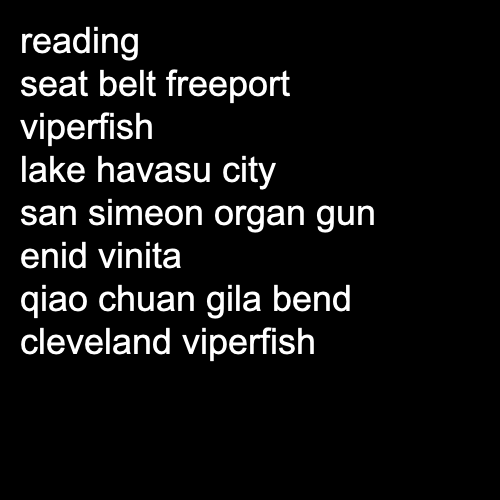 reading
seat belt freeport
viperfish
lake havasu city
san simeon organ gun
enid vinita
qiao chuan gila bend
cleveland viperfish